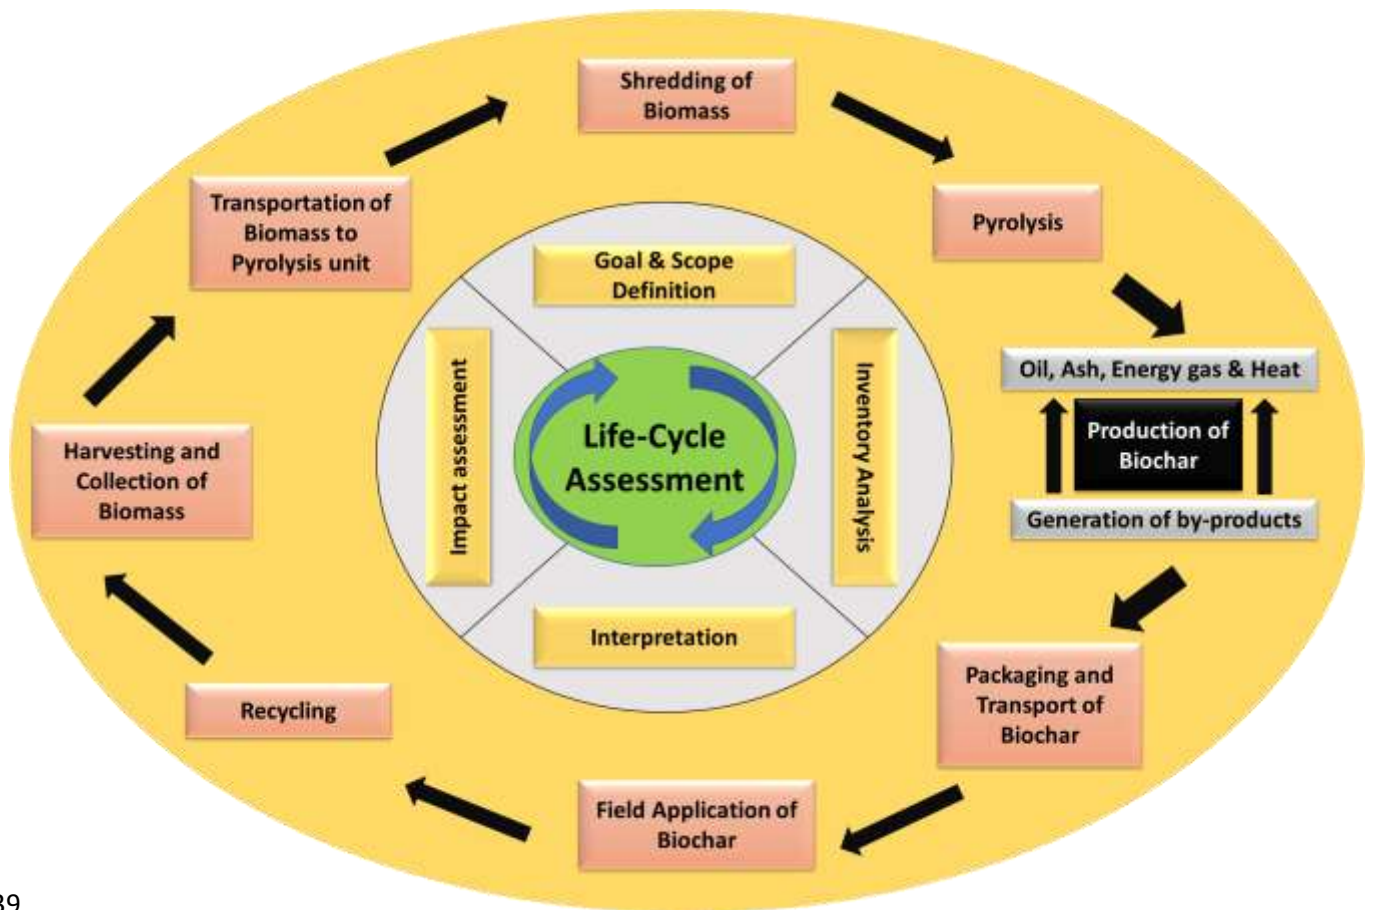 Shredding of
Biomass
Transportation of
Biomass to
Pyrolysis unit
Pyrolysis
Goal & Scope
Definition
Oil, Ash, Energy gas & Heat
Production of
Biochar
Generation of by-products
Harvesting and
Collection of
Biomass
Impact assessment
Life-Cycle
Assessment
Inventory Analysis
Interpretation
Packaging and
Transport of
Biochar
Recycling
Field Application of
Biochar